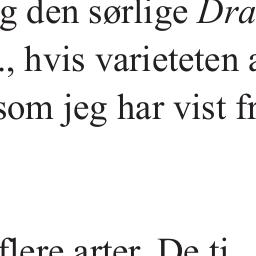 g den sørlige Dra
., hvis varieteten a
som jeg har vist fr
flere arter. De ti